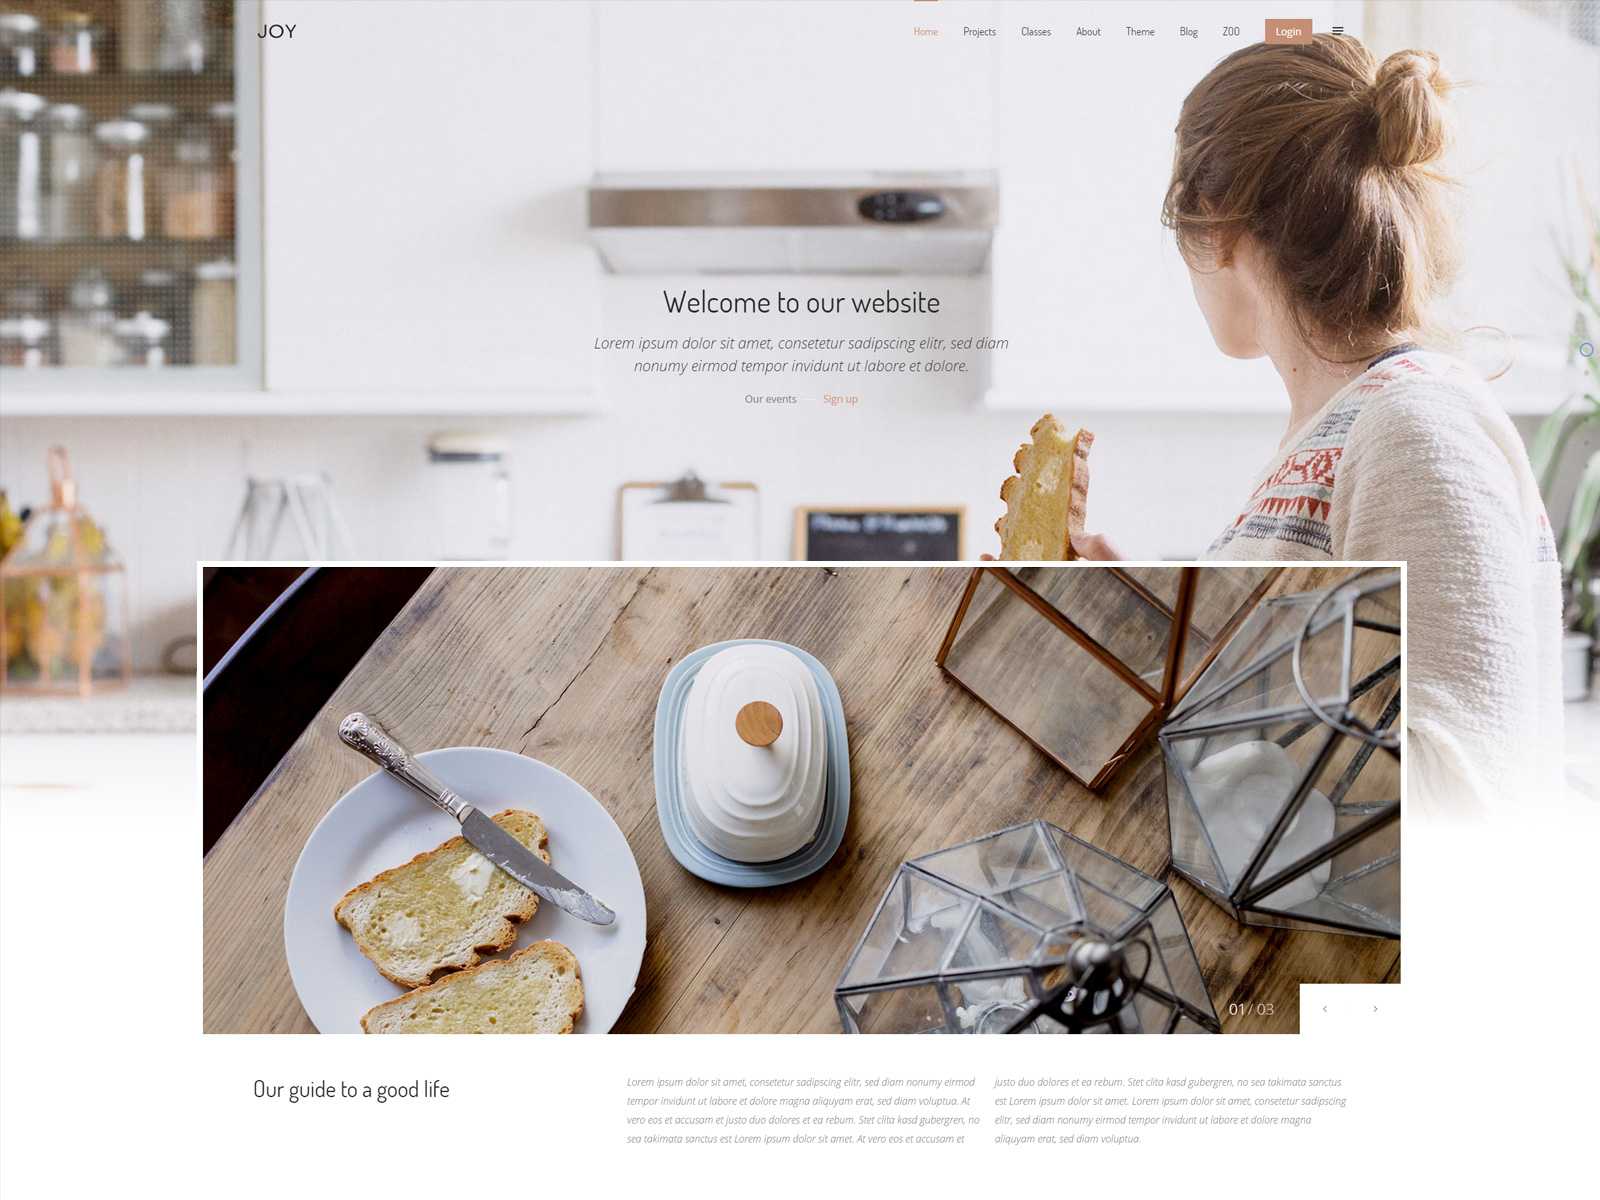 JOY
Home Projects Classes About Theme Blog ZOO Login
Welcome to our website
Lorem ipsum dolor sit amet, consetetur sadipscing elitr, sed diam
nonumy eirmod tempor invidunt ut labore et dolore.
Our events — Sign up
01 / 03
Our guide to a good life
Lorem ipsum dolor sit amet, consetetur sadipscing elitr, sed diam nonumy eirmod
tempor invidunt ut labore et dolore magna aliquyam erat, sed diam voluptua. At
vero eos et accusam et justo duo dolores et ea rebum. Stet clita kasd gubergren, no
sea takimata sanctus est Lorem ipsum dolor sit amet. At vero eos et accusam et
justo duo dolores et ea rebum. Stet clita kasd gubergren, no sea takimata sanctus
est Lorem ipsum dolor sit amet. Lorem ipsum dolor sit amet, consetetur sadipscing
elitr, sed diam nonumy eirmod tempor invidunt ut labore et dolore magna
aliquyam erat, sed diam voluptua.